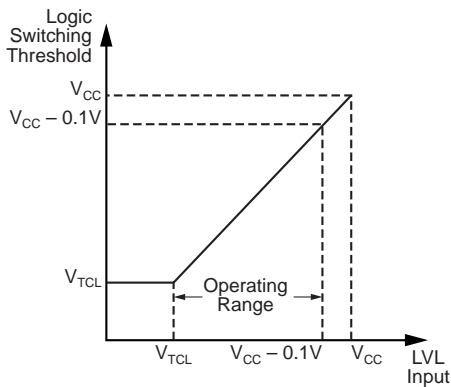 Logic
Switching
Threshold
V_CC
V_CC – 0.1V
V_TCL
Operating
Range
V_TCL
V_CC – 0.1V
V_CC
LVL
Input